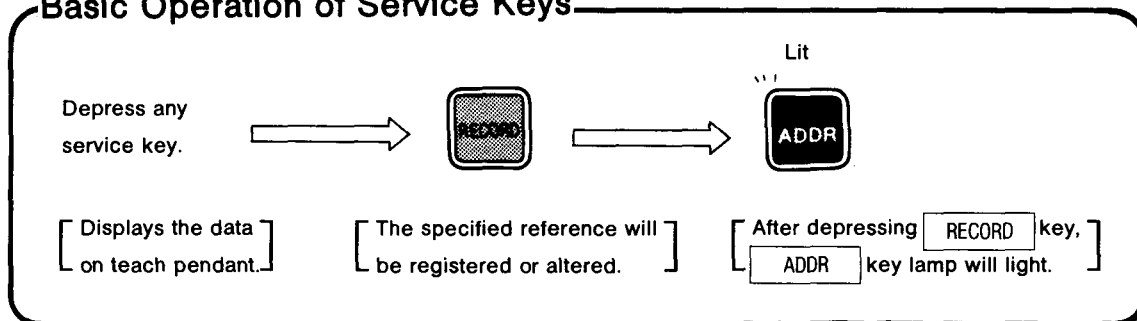 Basic Operation of Service Keys
Lit
Depress any
service key.
RECORD
ADDR
Displays the data
on teach pendant.
The specified reference will
be registered or altered.
After depressing RECORD key,
ADDR key lamp will light.